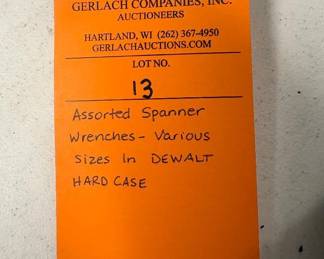 GERLACH COMPANIES, INC.
AUCTIONEERS
HARTLAND, WI (262) 367-4950
GERLACHAUCTIONS.COM
LOT NO.
13
Assorted Spanner
Wrenches - Various
Sizes In DEWALT
HARD CASE